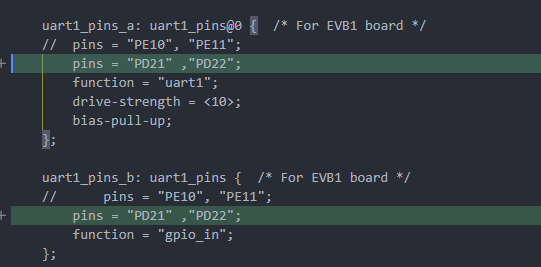 uart1_pins_a: uart1_pins@0 {  /* For EVB1 board */
//  pins = "PE10", "PE11";
+    pins = "PD21" ,"PD22";
    function = "uart1";
    drive-strength = <10>;
    bias-pull-up;
};
uart1_pins_b: uart1_pins {  /* For EVB1 board */
//      pins = "PE10", "PE11";
+    pins = "PD21" ,"PD22";
    function = "gpio_in";
};